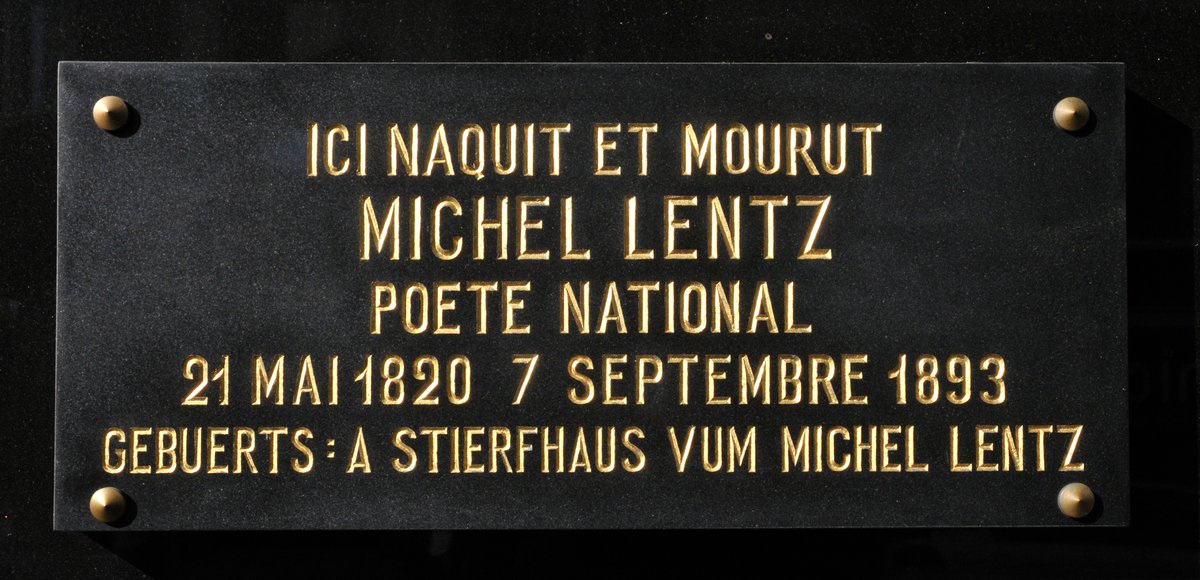 ICI NAQUIT ET MOURUT
MICHEL LENTZ
POETE NATIONAL
21 MAI 1820 7 SEPTEMBRE 1893
GEBUERTS: A STIERFHAUS VUM MICHEL LENTZ